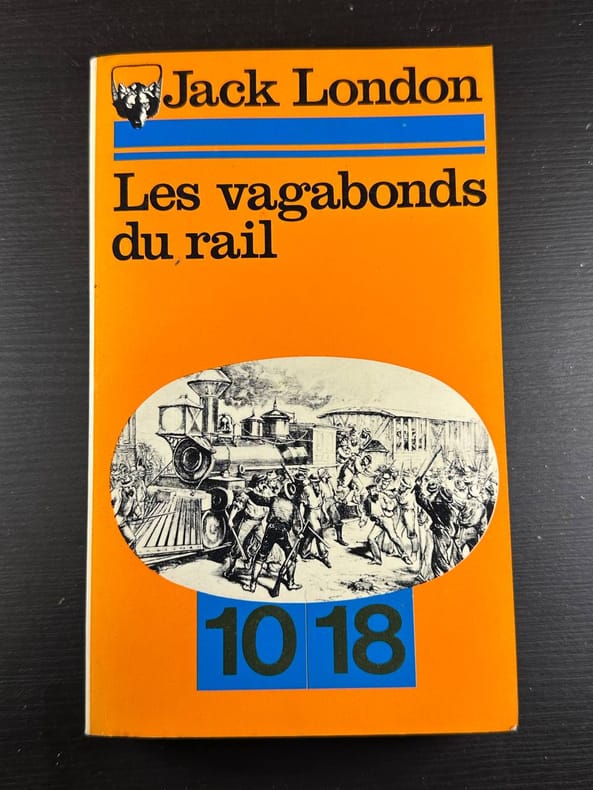 Jack London
Les vagabonds
du rail
10 18